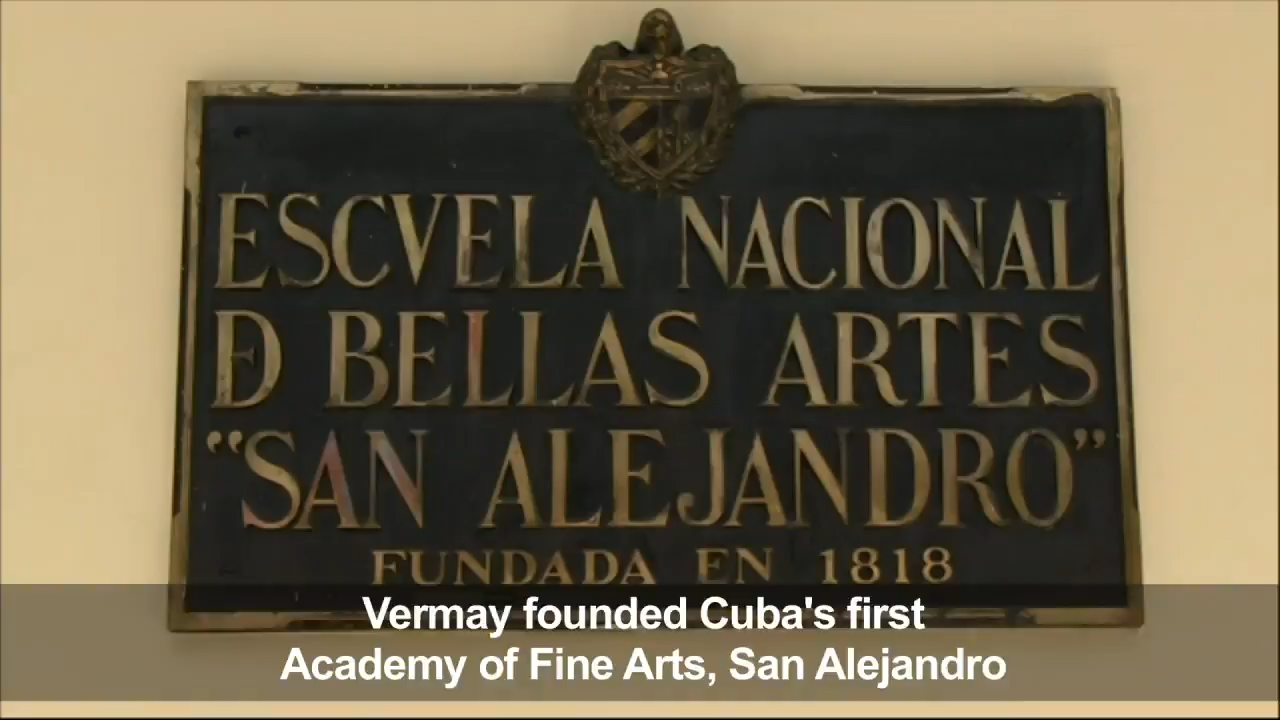 ESCVELA NACIONAL
DE BELLAS ARTES
"SAN ALEJANDRO"
FUNDADA EN 1818
Vermay founded Cuba's first
Academy of Fine Arts, San Alejandro